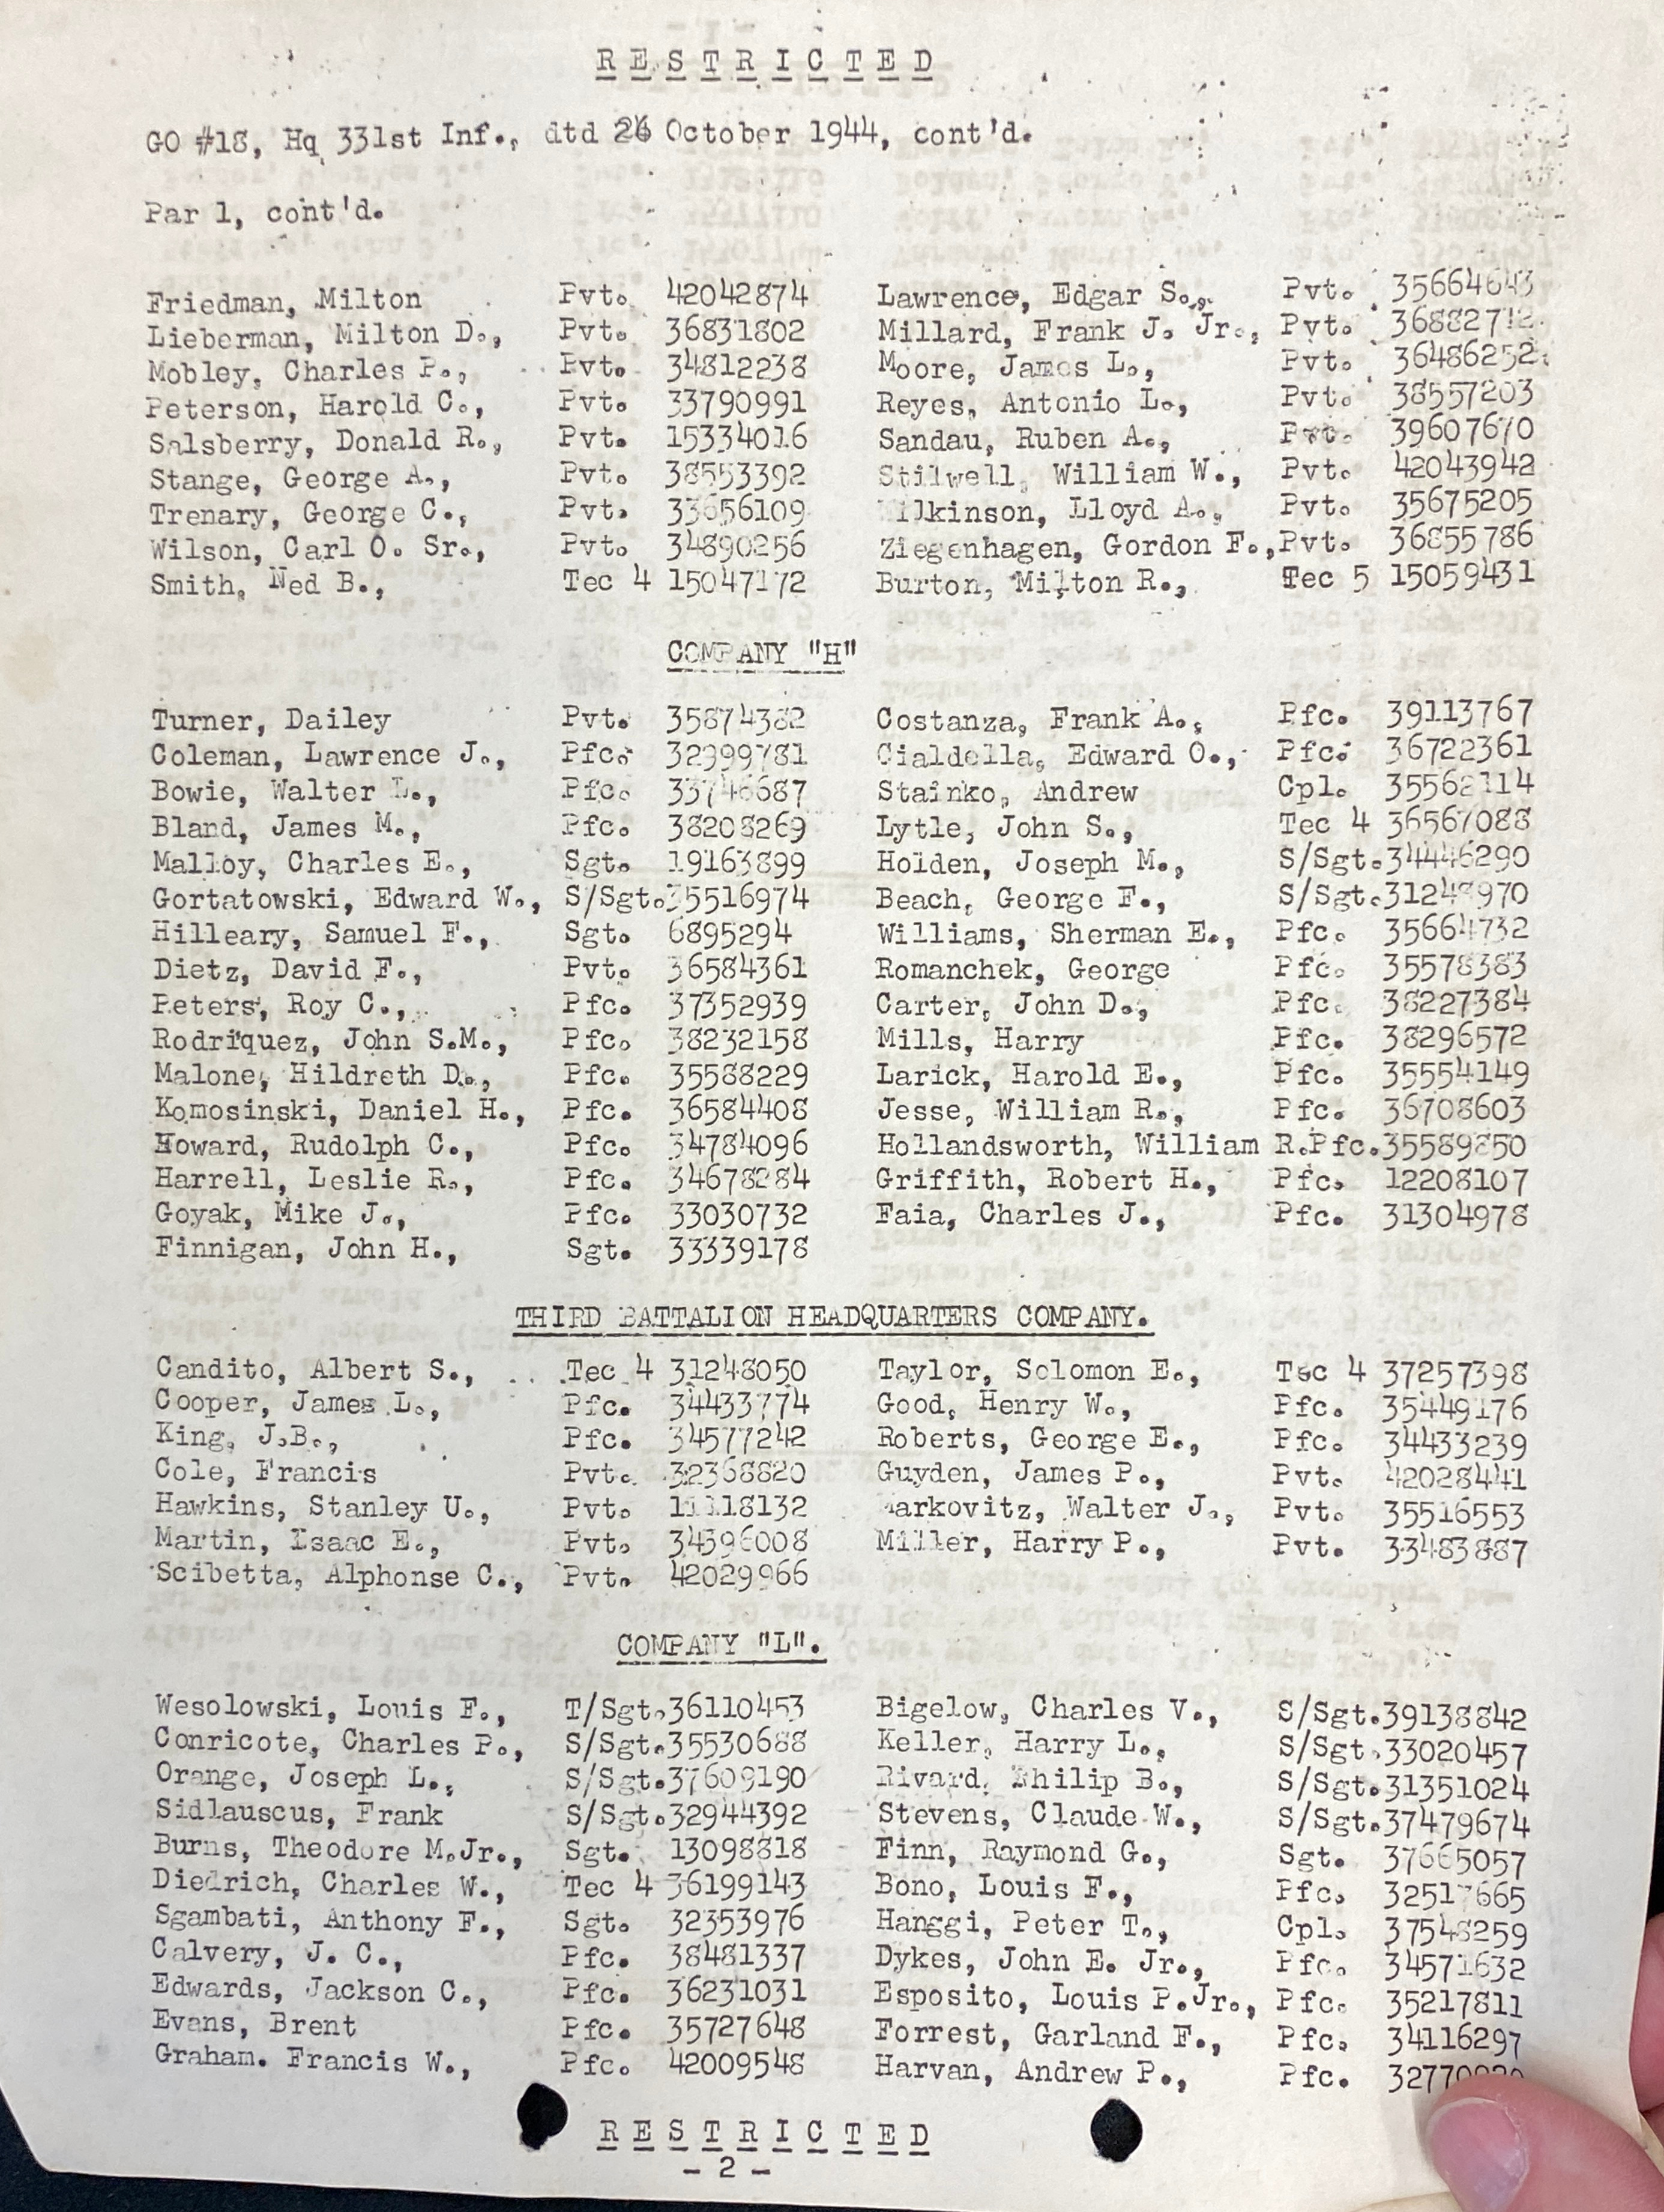 RESTRICTED
GO #18, Hq 331st Inf., dtd 26 October 1944, cont'd.
Par 1, cont'd.
Friedman, Milton Pvt. 42042874 Lawrence, Edgar S., Pvt. 35664643
Lieberman, Milton D., Pvt. 36831802 Millard, Frank J. Jr., Pvt. 36882712
Mobley, Charles P., Pvt. 34812238 Moore, James L., Pvt. 36486252
Peterson, Harold C., Pvt. 33790991 Reyes, Antonio L., Pvt. 38557203
Salsberry, Donald R., Pvt. 15334016 Sandau, Ruben A., Pvt. 39607670
Stange, George A., Pvt. 38553392 Stilwell, William W., Pvt. 42043942
Trenary, George C., Pvt. 33656109 Wilkinson, Lloyd A., Pvt. 35675205
Wilson, Carl O. Sr., Pvt. 34890256 Ziegenhagen, Gordon F., Pvt. 36855786
Smith, Ned B., Tec 4 15047172 Burton, Milton R., Tec 5 15059431
COMPANY "H"
Turner, Dailey Pvt. 35874382 Costanza, Frank A., Pfc. 39113767
Coleman, Lawrence J., Pfc. 32999781 Cialdella, Edward O., Pfc. 36722361
Bowie, Walter L., Pfc. 33746687 Stainko, Andrew Cpl. 35562114
Bland, James M., Pfc. 38208269 Lytle, John S., Tec 4 36567088
Malloy, Charles E., Sgt. 19163899 Holden, Joseph M., S/Sgt.34446290
Gortatowski, Edward W., S/Sgt.35516974 Beach, George F., S/Sgt.31248970
Hilleary, Samuel F., Sgt. 6895294 Williams, Sherman E., Pfc. 35664732
Dietz, David F., Pvt. 36584361 Romanchek, George Pfc. 35578383
Peters, Roy C., Pfc. 37352939 Carter, John D., Pfc. 38227384
Rodriquez, John S.M., Pfc. 38232158 Mills, Harry Pfc. 38296572
Malone, Hildreth D., Pfc. 35588229 Larick, Harold E., Pfc. 35554149
Komosinski, Daniel H., Pfc. 36584408 Jesse, William R., Pfc. 36708603
Howard, Rudolph C., Pfc. 34784096 Hollandsworth, William R.Pfc.35589850
Harrell, Leslie R., Pfc. 34678284 Griffith, Robert H., Pfc. 12208107
Goyak, Mike J., Pfc. 33030732 Faia, Charles J., Pfc. 31304978
Finnigan, John H., Sgt. 33339178
THIRD BATTALION HEADQUARTERS COMPANY.
Candito, Albert S., Tec 4 31248050 Taylor, Solomon E., Tec 4 37257398
Cooper, James L., Pfc. 34433774 Good, Henry W., Pfc. 35449176
King, J.B., Pfc. 34577242 Roberts, George E., Pfc. 34433239
Cole, Francis Pvt. 32368820 Guyden, James P., Pvt. 42028441
Hawkins, Stanley U., Pvt. 11118132 Markovitz, Walter J., Pvt. 35516553
Martin, Isaac E., Pvt. 34396008 Miller, Harry P., Pvt. 33483887
Scibetta, Alphonse C., Pvt. 42029966
COMPANY "L".
Wesolowski, Louis F., T/Sgt.36110453 Bigelow, Charles V., S/Sgt.39138842
Conricote, Charles P., S/Sgt.35530688 Keller, Harry L., S/Sgt.33020457
Orange, Joseph L., S/Sgt.37609190 Rivard, Philip B., S/Sgt.31351024
Sidlauscus, Frank S/Sgt.32944392 Stevens, Claude W., S/Sgt.37479674
Burns, Theodore M.Jr., Sgt. 13098818 Finn, Raymond G., Sgt. 37665057
Diedrich, Charles W., Tec 4 36199143 Bono, Louis F., Pfc. 32517665
Sgambati, Anthony F., Sgt. 32353976 Hanggi, Peter T., Cpl. 37548259
Calvery, J. C., Pfc. 38481337 Dykes, John E. Jr., Pfc. 34571632
Edwards, Jackson C., Pfc. 36231031 Esposito, Louis P.Jr., Pfc. 35217811
Evans, Brent Pfc. 35727648 Forrest, Garland F., Pfc. 34116297
Graham. Francis W., Pfc. 42009548 Harvan, Andrew P., Pfc.
RESTRICTED
- 2 -